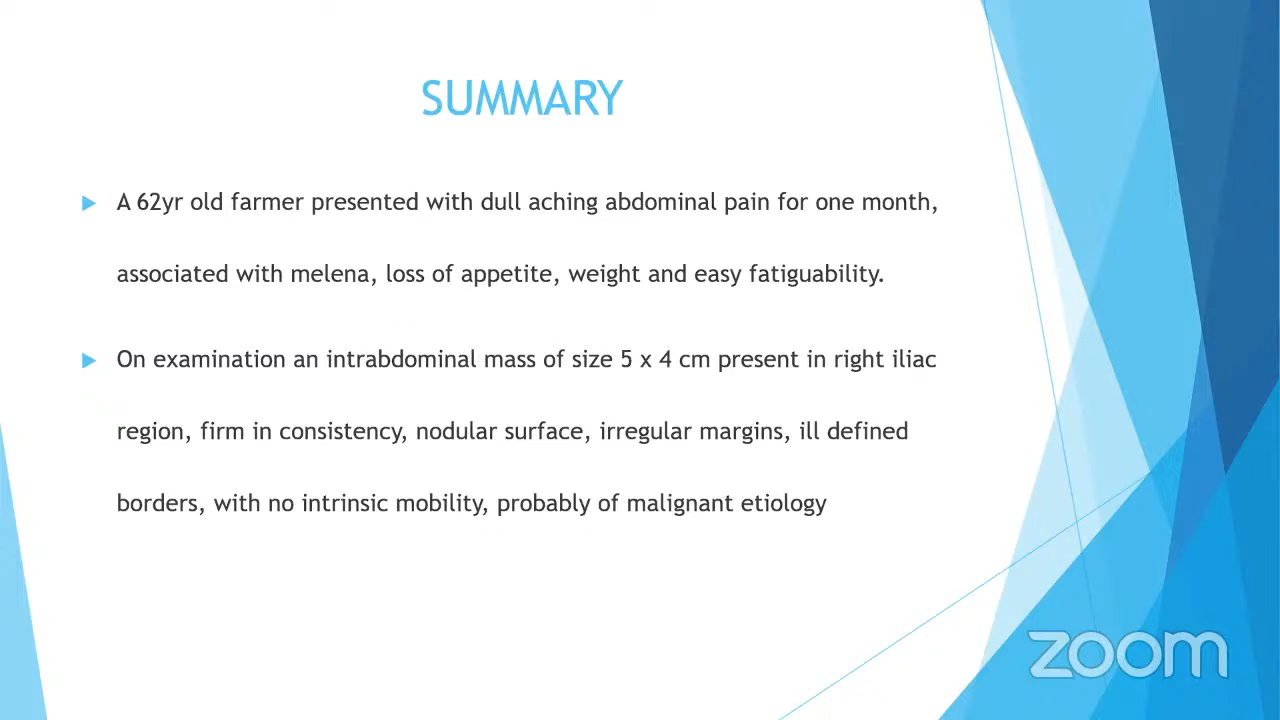 SUMMARY
A 62yr old farmer presented with dull aching abdominal pain for one month,
associated with melena, loss of appetite, weight and easy fatiguability.
On examination an intrabdominal mass of size 5 x 4 cm present in right iliac
region, firm in consistency, nodular surface, irregular margins, ill defined
borders, with no intrinsic mobility, probably of malignant etiology
zoom